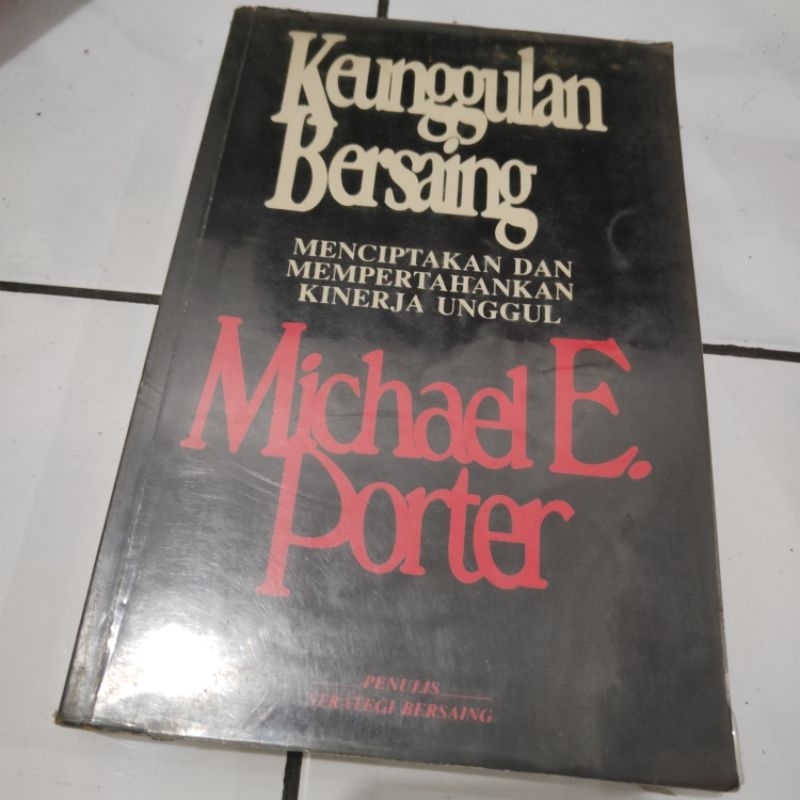 Keunggulan
Bersaing
MENCIPTAKAN DAN
MEMPERTAHANKAN
KINERJA UNGGUL
Michael E.
Porter
PENULIS
STRATEGI BERSAING